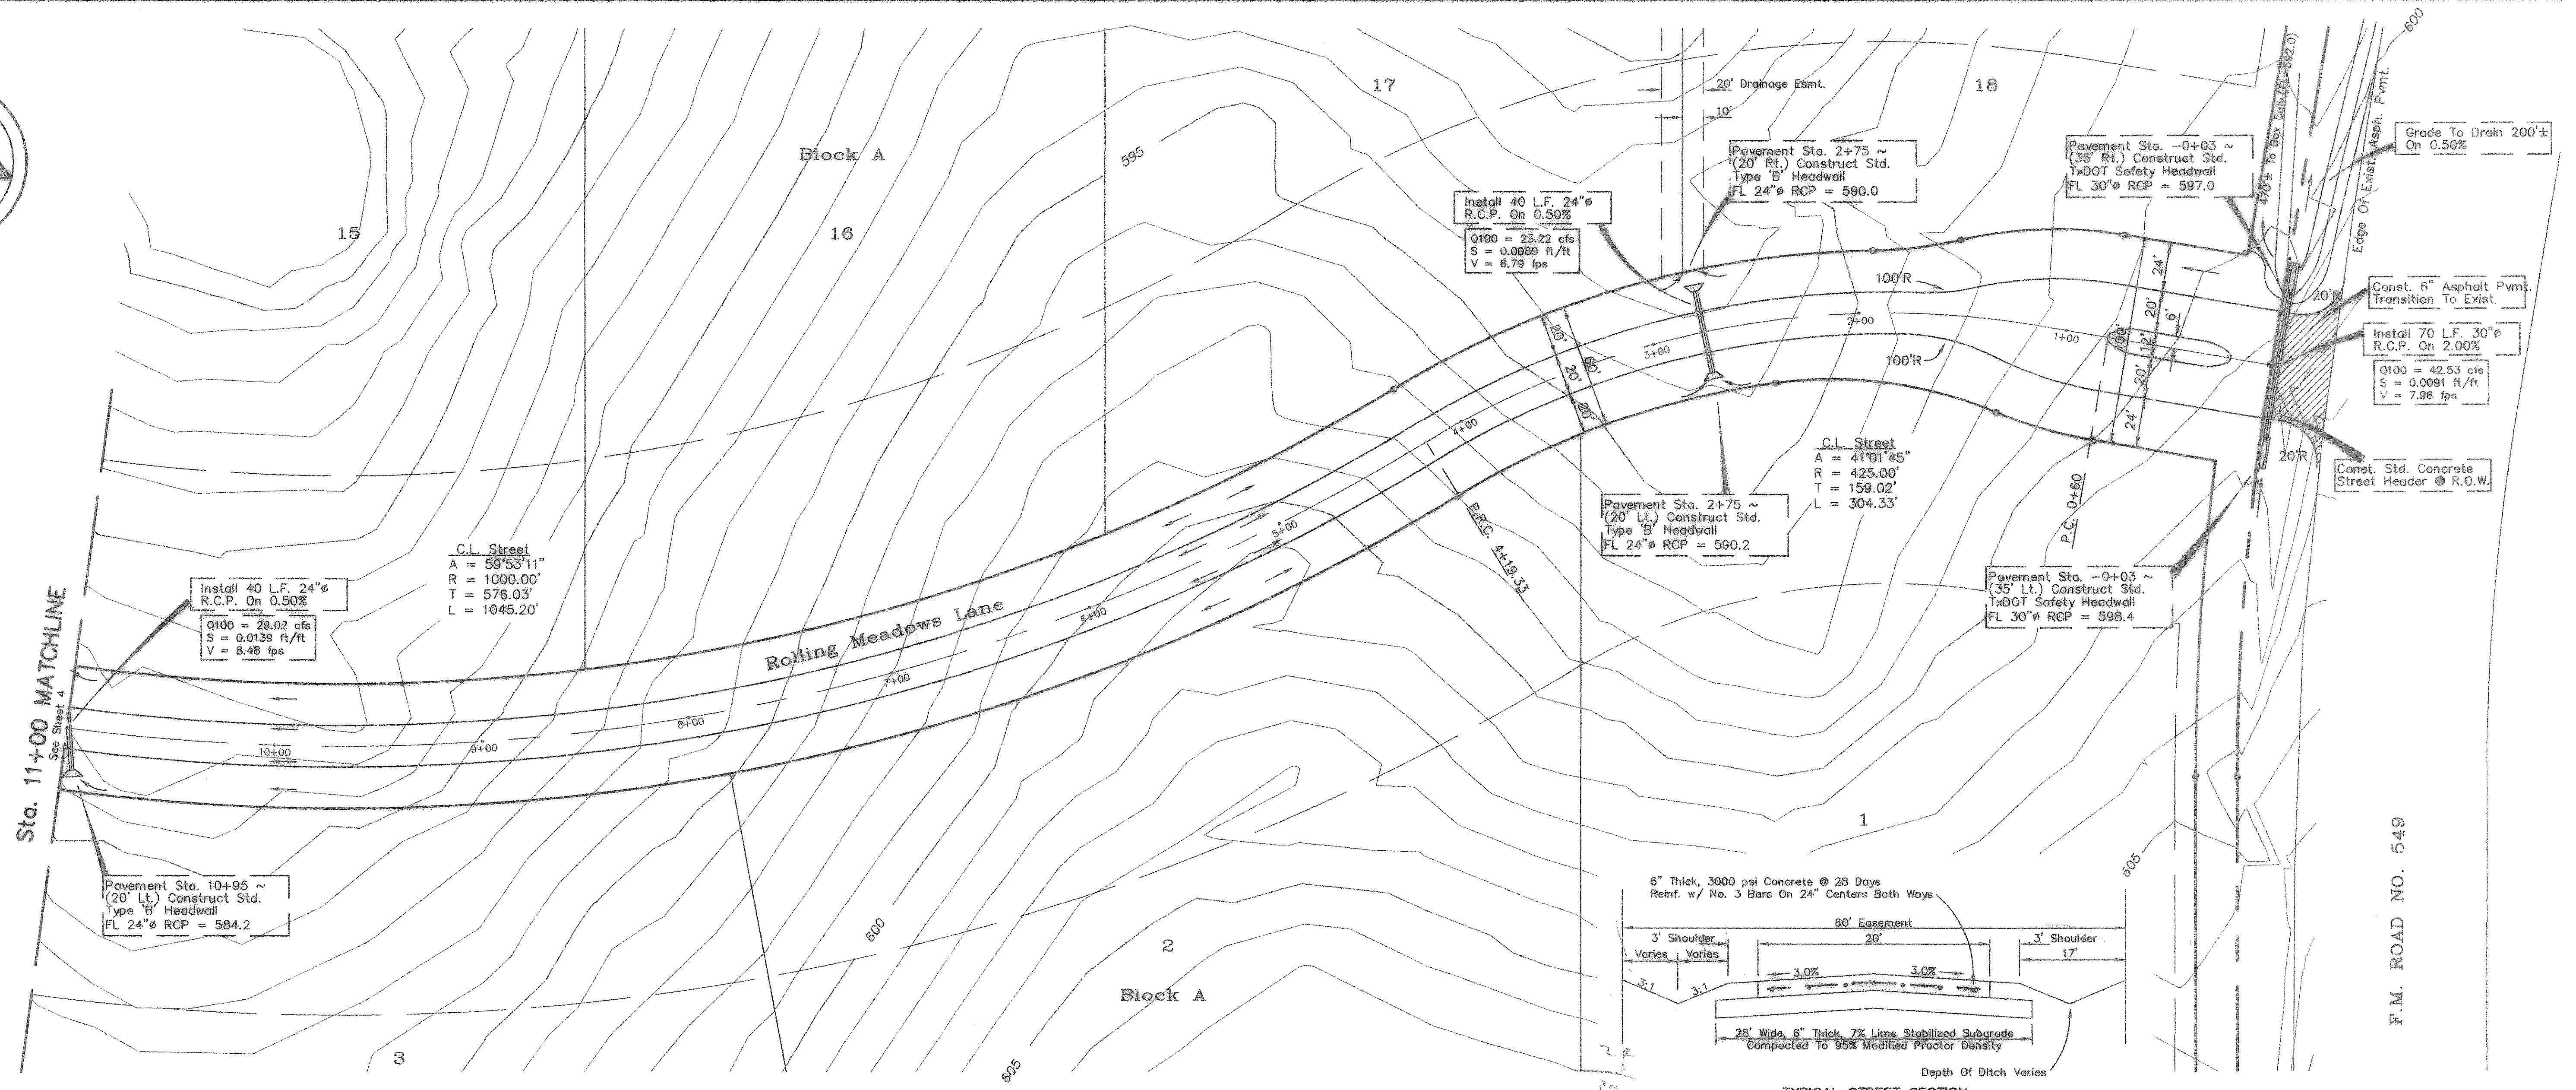 600
17
18
20' Drainage Esmt.
10'
470'± To Box Culv.(EL=592.0)
Edge Of Exist. Asph. Pvmt.
Grade To Drain 200'±
On 0.50%
Block A
595
Pavement Sta. 2+75 ~
(20' Rt.) Construct Std.
Type 'B' Headwall
FL 24"ø RCP = 590.0
Pavement Sta. -0+03 ~
(35' Rt.) Construct Std.
TxDOT Safety Headwall
FL 30"ø RCP = 597.0
Install 40 L.F. 24"ø
R.C.P. On 0.50%
Q100 = 23.22 cfs
S = 0.0089 ft/ft
V = 6.79 fps
15
16
100'R
100'R
24'
20'
6'
100'
12'
20'
24'
20'R
Const. 6" Asphalt Pvmt.
Transition To Exist.
Install 70 L.F. 30"ø
R.C.P. On 2.00%
Q100 = 42.53 cfs
S = 0.0091 ft/ft
V = 7.96 fps
1+00
2+00
3+00
4+00
5+00
6+00
7+00
8+00
9+00
10+00
20'
60'
20'
20'
20'R
Const. Std. Concrete
Street Header @ R.O.W.
C.L. Street
A = 41°01'45"
R = 425.00'
T = 159.02'
L = 304.33'
P.C. 0+60
P.R.C. 4+19.33
Pavement Sta. 2+75 ~
(20' Lt.) Construct Std.
Type 'B' Headwall
FL 24"ø RCP = 590.2
Pavement Sta. -0+03 ~
(35' Lt.) Construct Std.
TxDOT Safety Headwall
FL 30"ø RCP = 598.4
C.L. Street
A = 59°53'11"
R = 1000.00'
T = 576.03'
L = 1045.20'
Install 40 L.F. 24"ø
R.C.P. On 0.50%
Q100 = 29.02 cfs
S = 0.0139 ft/ft
V = 8.48 fps
Rolling Meadows Lane
Sta. 11+00 MATCHLINE
See Sheet 4
Pavement Sta. 10+95 ~
(20' Lt.) Construct Std.
Type 'B' Headwall
FL 24"ø RCP = 584.2
1
605
F.M. ROAD NO. 549
600
2
Block A
3
605
6" Thick, 3000 psi Concrete @ 28 Days
Reinf. w/ No. 3 Bars On 24" Centers Both Ways
60' Easement
3' Shoulder
20'
3' Shoulder
Varies
Varies
17'
3.0%
3.0%
3:1
3:1
28' Wide, 6" Thick, 7% Lime Stabilized Subgrade
Compacted To 95% Modified Proctor Density
Depth Of Ditch Varies
TYPICAL STREET SECTION